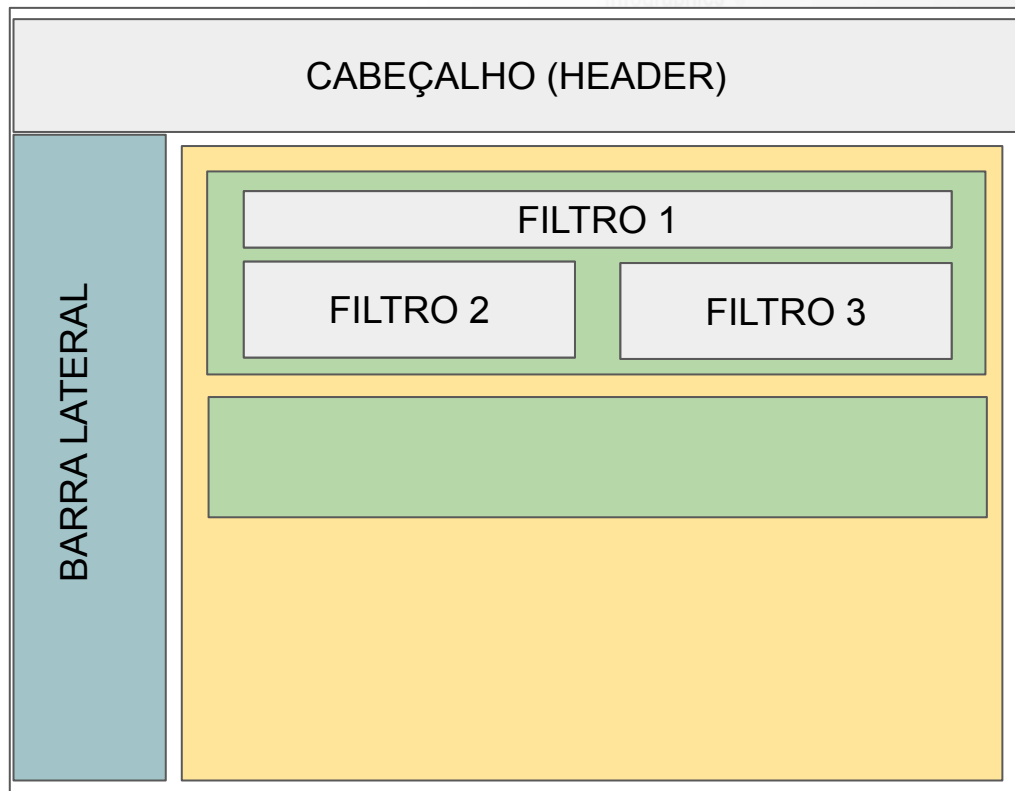 CABEÇALHO (HEADER)
BARRA LATERAL
FILTRO 1
FILTRO 2
FILTRO 3